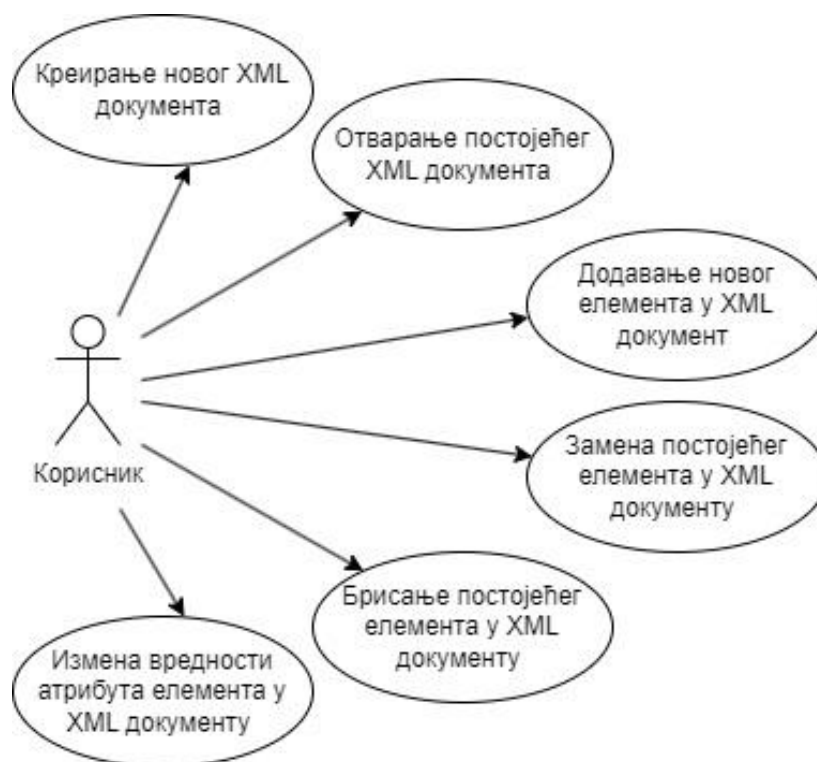 Креирање новог XML
документа
Отварање постојећег
XML документа
Додавање новог
елемента у XML
документ
Замена постојећег
елемента у XML
документу
Корисник
Брисање постојећег
елемента у XML
документу
Измена вредности
атрибута елемента у
XML документу